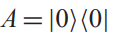 A = |0⟩⟨0|